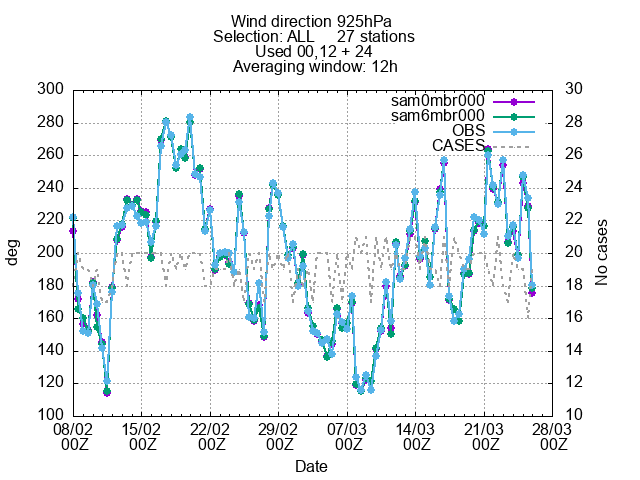 Wind direction 925hPa
Selection: ALL 27 stations
Used 00,12 + 24
Averaging window: 12h
300 30
280 28
260 26
240 24
220 22
200 20
180 18
160 16
140 14
120 12
100 10
sam0mbr000
sam6mbr000
OBS
CASES
deg
No cases
08/02 15/02 22/02 29/02 07/03 14/03 21/03 28/03
00Z 00Z 00Z 00Z 00Z 00Z 00Z 00Z
Date